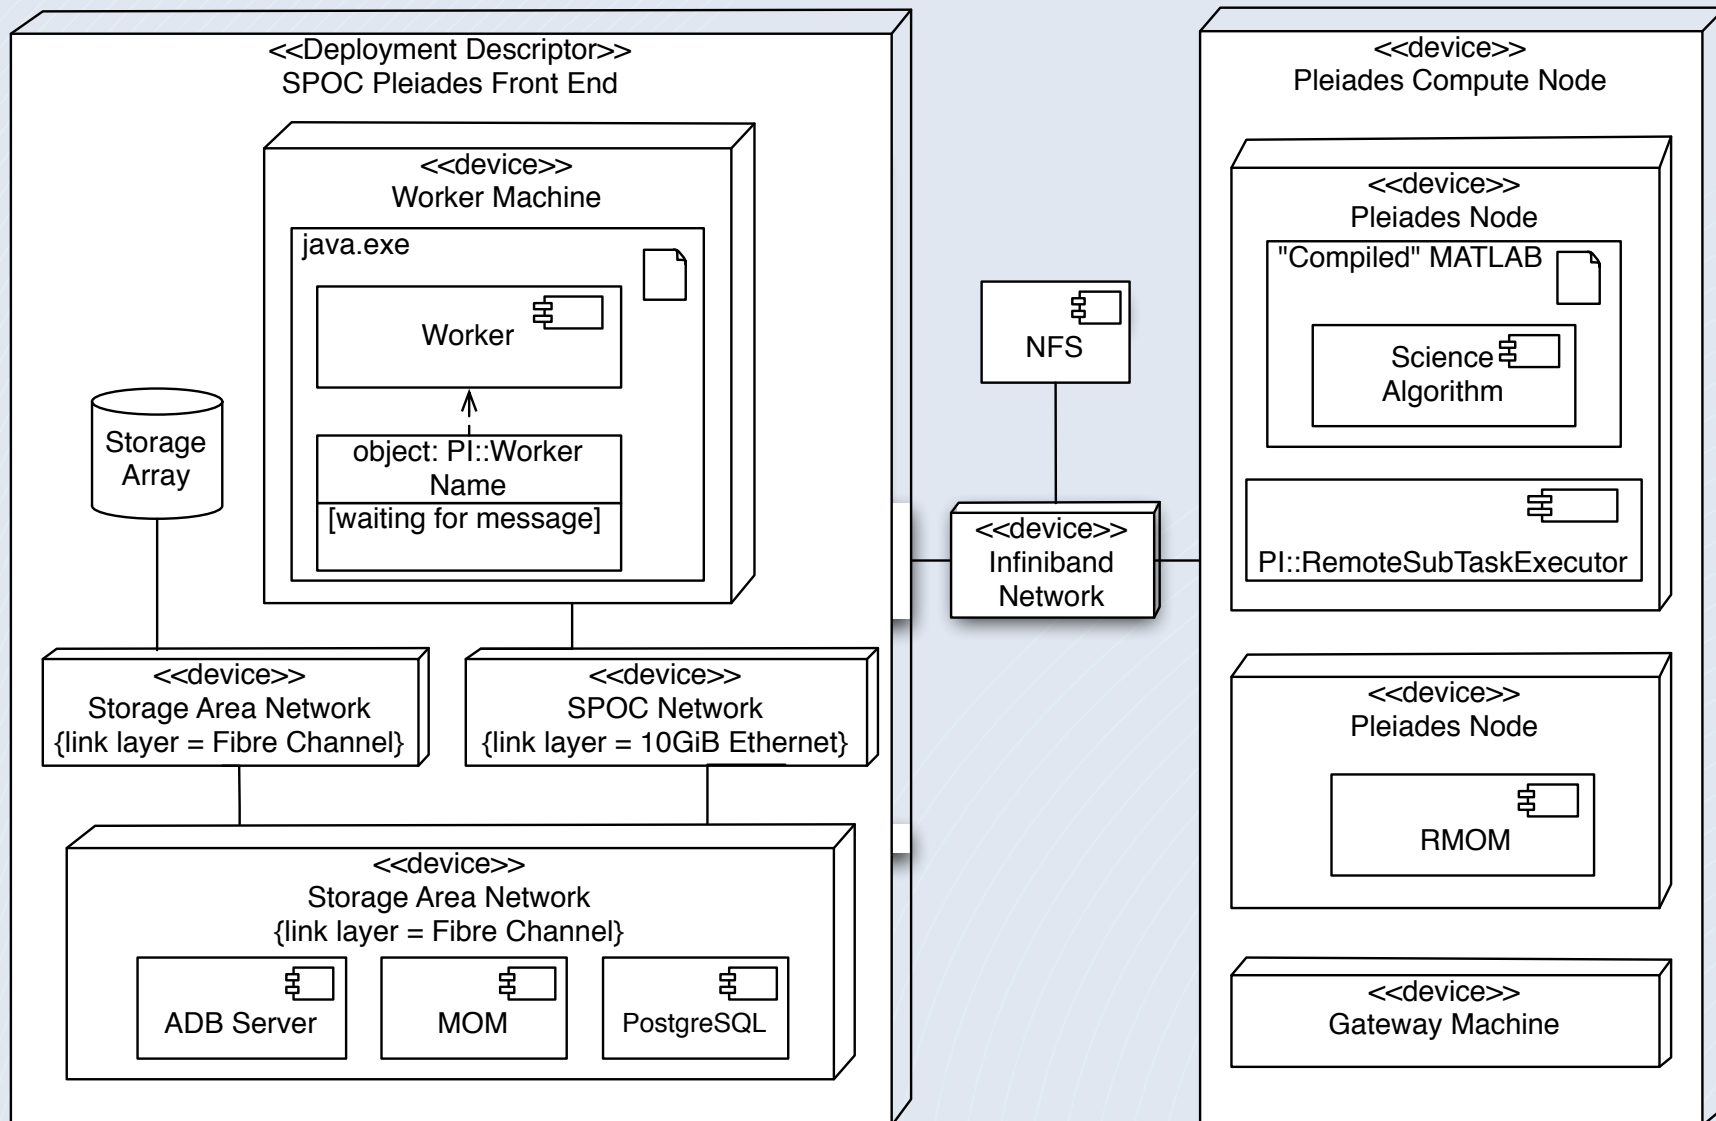 <<Deployment Descriptor>>
SPOC Pleiades Front End
<<device>>
Worker Machine
java.exe
Worker
object: PI::Worker
Name
[waiting for message]
Storage
Array
<<device>>
Storage Area Network
{link layer = Fibre Channel}
<<device>>
SPOC Network
{link layer = 10GiB Ethernet}
<<device>>
Storage Area Network
{link layer = Fibre Channel}
ADB Server
MOM
PostgreSQL
NFS
<<device>>
Infiniband
Network
<<device>>
Pleiades Compute Node
<<device>>
Pleiades Node
"Compiled" MATLAB
Science
Algorithm
PI::RemoteSubTaskExecutor
<<device>>
Pleiades Node
RMOM
<<device>>
Gateway Machine